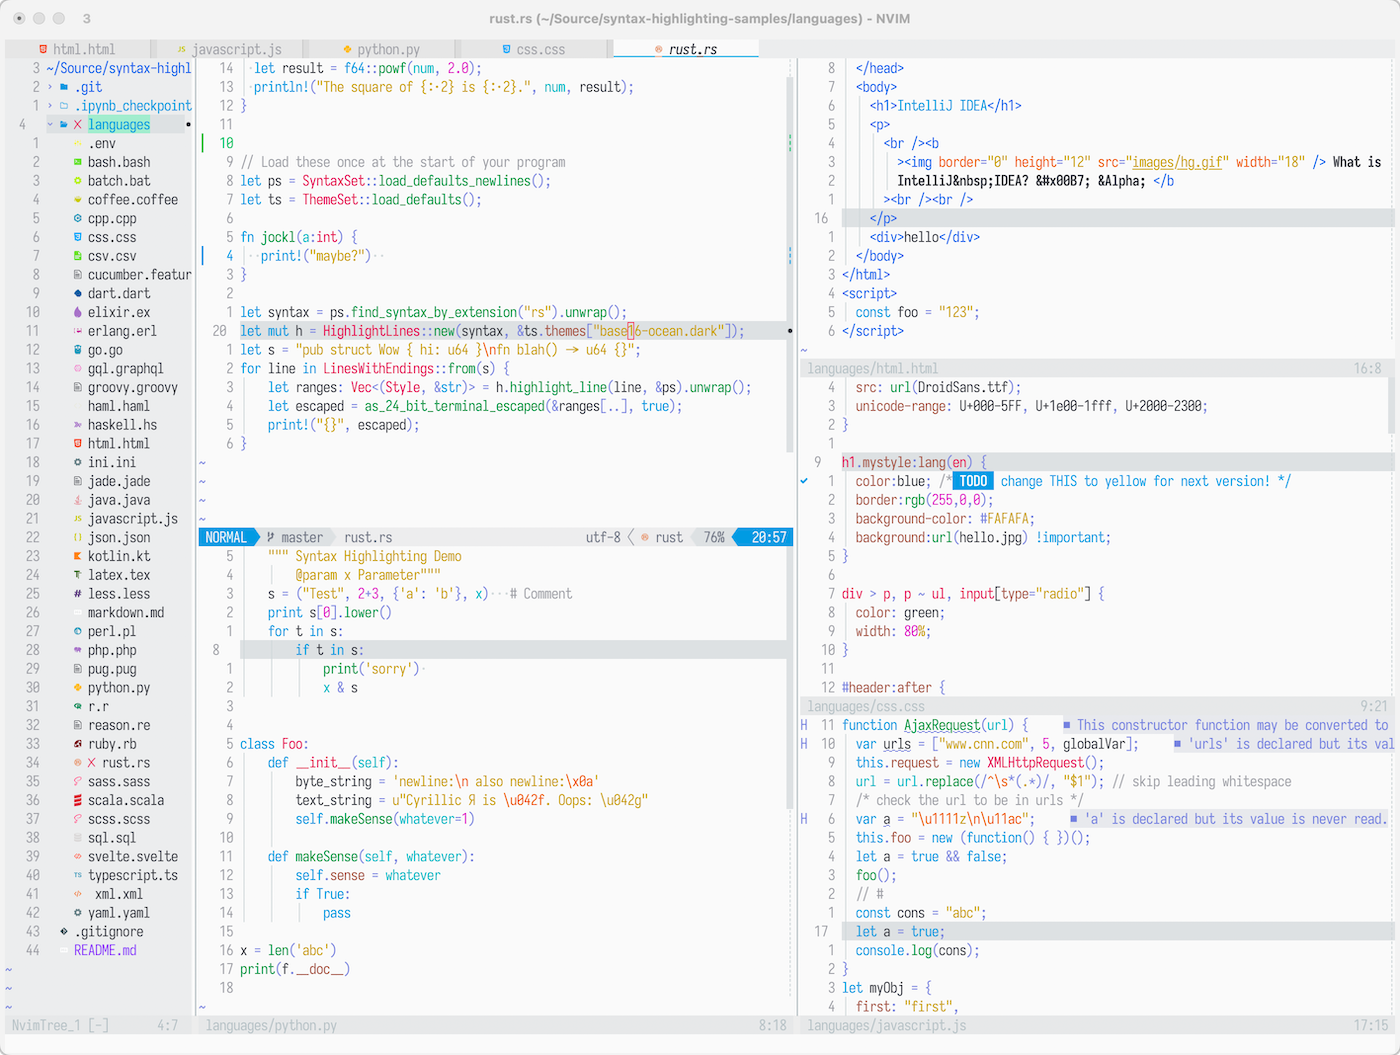 3
rust.rs (~/Source/syntax-highlighting-samples/languages) - NVIM
html.html
JS javascript.js
python.py
css.css
rust.rs
3 ~/Source/syntax-highl
2 › .git
1 › .ipynb_checkpoint
4 languages
1 .env
2 bash.bash
3 batch.bat
4 coffee.coffee
5 cpp.cpp
6 css.css
7 csv.csv
8 cucumber.featur
9 dart.dart
10 elixir.ex
11 erlang.erl
12 go.go
13 gql.graphql
14 groovy.groovy
15 haml.haml
16 haskell.hs
17 html.html
18 ini.ini
19 jade.jade
20 java.java
21 JS javascript.js
22 json.json
23 kotlin.kt
24 latex.tex
25 # less.less
26 markdown.md
27 perl.pl
28 php.php
29 pug.pug
30 python.py
31 r.r
32 reason.re
33 ruby.rb
34 rust.rs
35 sass.sass
36 scala.scala
37 scss.scss
38 sql.sql
39 svelte.svelte
40 TS typescript.ts
41 xml.xml
42 yaml.yaml
43 .gitignore
44 README.md
~
~
~
NvimTree_1 [-] 4:7
14 let result = f64::powf(num, 2.0);
13 println!("The square of {:·2} is {:·2}.", num, result);
12 }
11
10
9 // Load these once at the start of your program
8 let ps = SyntaxSet::load_defaults_newlines();
7 let ts = ThemeSet::load_defaults();
6
5 fn jockl(a:int) {
4 ··print!("maybe?")··
3 }
2
1 let syntax = ps.find_syntax_by_extension("rs").unwrap();
20 let mut h = HighlightLines::new(syntax, &ts.themes["base16-ocean.dark"]);
1 let s = "pub struct Wow { hi: u64 }\nfn blah() -> u64 {}";
2 for line in LinesWithEndings::from(s) {
3 let ranges: Vec<(Style, &str)> = h.highlight_line(line, &ps).unwrap();
4 let escaped = as_24_bit_terminal_escaped(&ranges[..], true);
5 print!("{}", escaped);
6 }
~
~
~
~
NORMAL master rust.rs utf-8 rust 76% 20:57
5 """ Syntax Highlighting Demo
4 @param x Parameter"""
3 s = ("Test", 2+3, {'a': 'b'}, x)···# Comment
2 print s[0].lower()
1 for t in s:
8 if t in s:
1 print('sorry')·
2 x & s
3
4
5 class Foo:
6 def __init__(self):
7 byte_string = 'newline:\n also newline:\x0a'
8 text_string = u"Cyrillic Я is \u042f. Oops: \u042g"
9 self.makeSense(whatever=1)
10
11 def makeSense(self, whatever):
12 self.sense = whatever
13 if True:
14 pass
15
16 x = len('abc')
17 print(f.__doc__)
18
~
languages/python.py 8:18
8 </head>
7 <body>
6 <h1>IntelliJ IDEA</h1>
5 <p>
4 <br /><b
3 ><img border="0" height="12" src="images/hg.gif" width="18" /> What is
2 IntelliJ&nbsp;IDEA? &#x00B7; &Alpha; </b
1 ><br /><br />
16 </p>
1 <div>hello</div>
2 </body>
3 </html>
4 <script>
5 const foo = "123";
6 </script>
~
languages/html.html 16:8
4 src: url(DroidSans.ttf);
3 unicode-range: U+000-5FF, U+1e00-1fff, U+2000-2300;
2 }
1
9 h1.mystyle:lang(en) {
1 color:blue; /* TODO change THIS to yellow for next version! */
2 border:rgb(255,0,0);
3 background-color: #FAFAFA;
4 background:url(hello.jpg) !important;
5 }
6
7 div > p, p ~ ul, input[type="radio"] {
8 color: green;
9 width: 80%;
10 }
11
12 #header:after {
languages/css.css 9:21
H 11 function AjaxRequest(url) { ■ This constructor function may be converted to
H 10 var urls = ["www.cnn.com", 5, globalVar]; ■ 'urls' is declared but its val
9 this.request = new XMLHttpRequest();
8 url = url.replace(/^\s*(.*)/, "$1"); // skip leading whitespace
7 /* check the url to be in urls */
H 6 var a = "\u1111z\n\u11ac"; ■ 'a' is declared but its value is never read.
5 this.foo = new (function() { })();
4 let a = true && false;
3 foo();
2 // #
1 const cons = "abc";
17 let a = true;
1 console.log(cons);
2 }
3 let myObj = {
4 first: "first",
languages/javascript.js 17:15